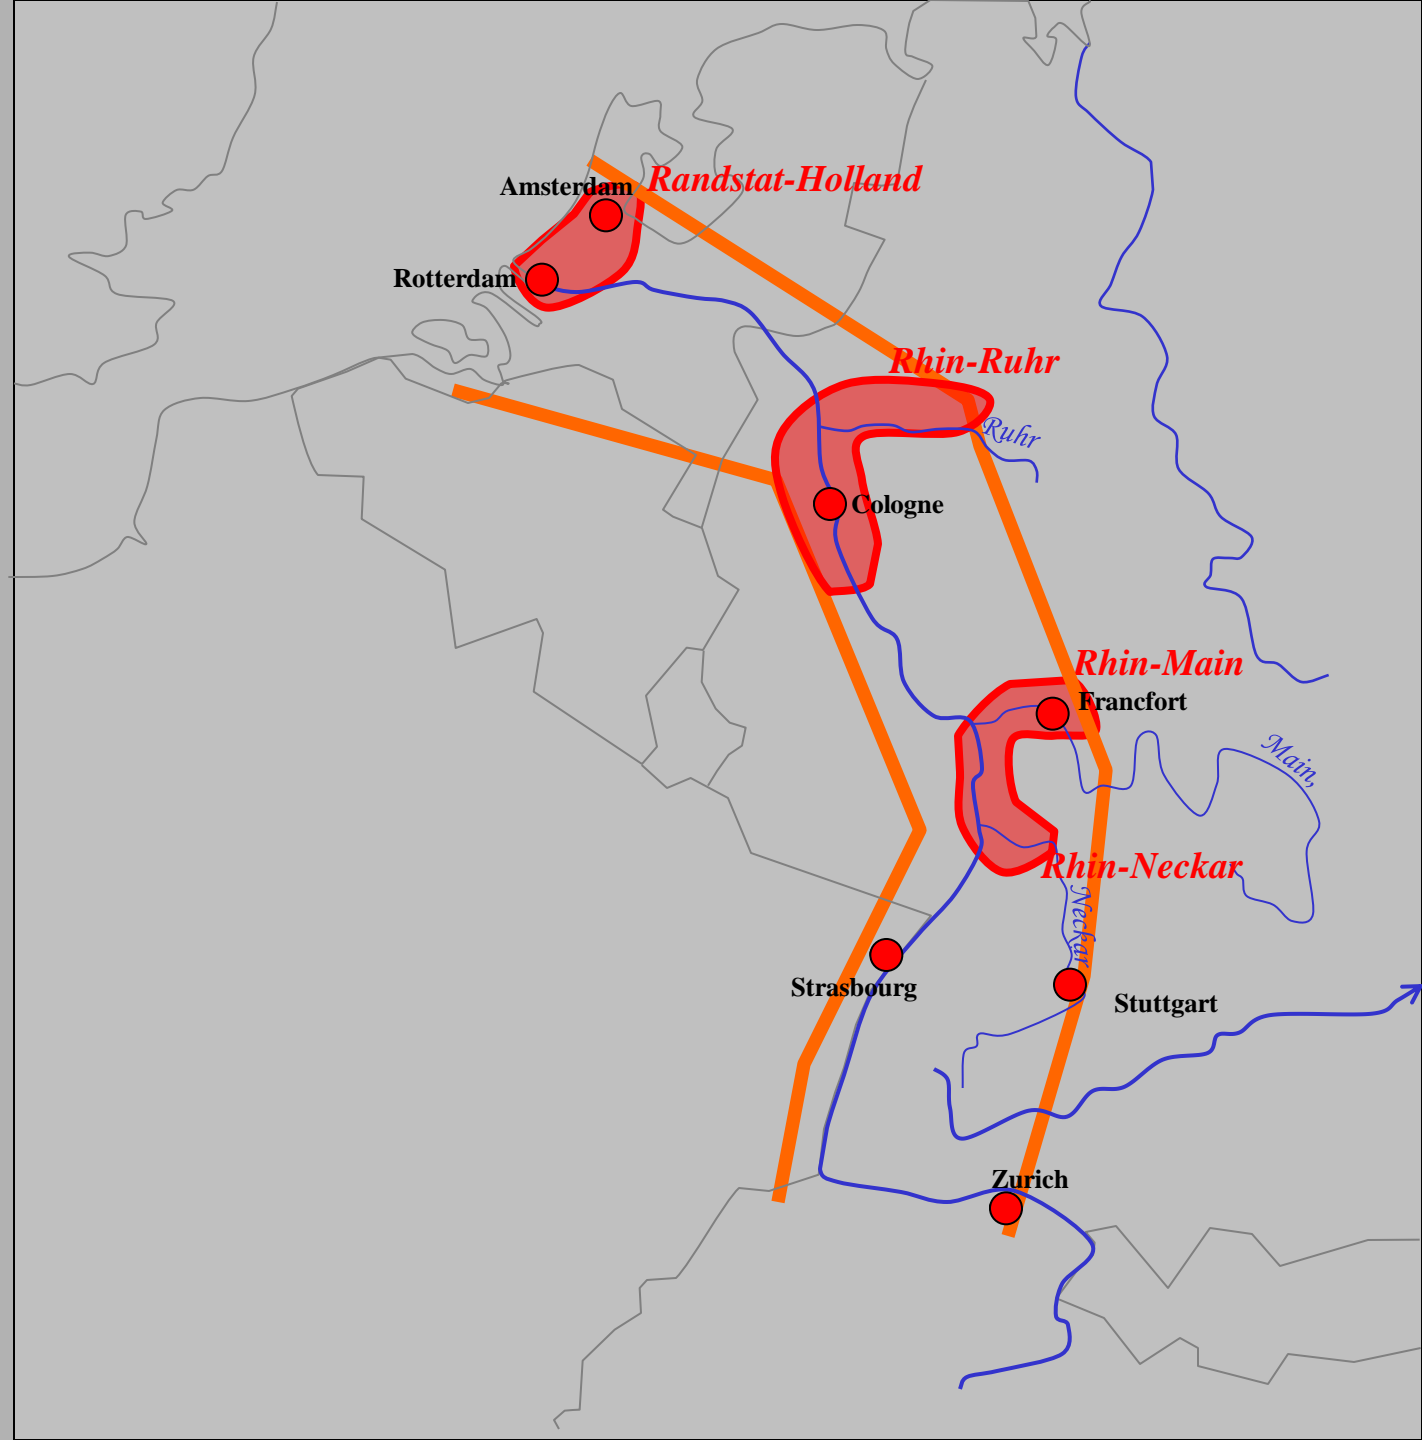 Randstat-Holland
Amsterdam
Rotterdam
Rhin-Ruhr
Ruhr
Cologne
Rhin-Main
Francfort
Main,
Rhin-Neckar
Neckar
Strasbourg
Stuttgart
Zurich